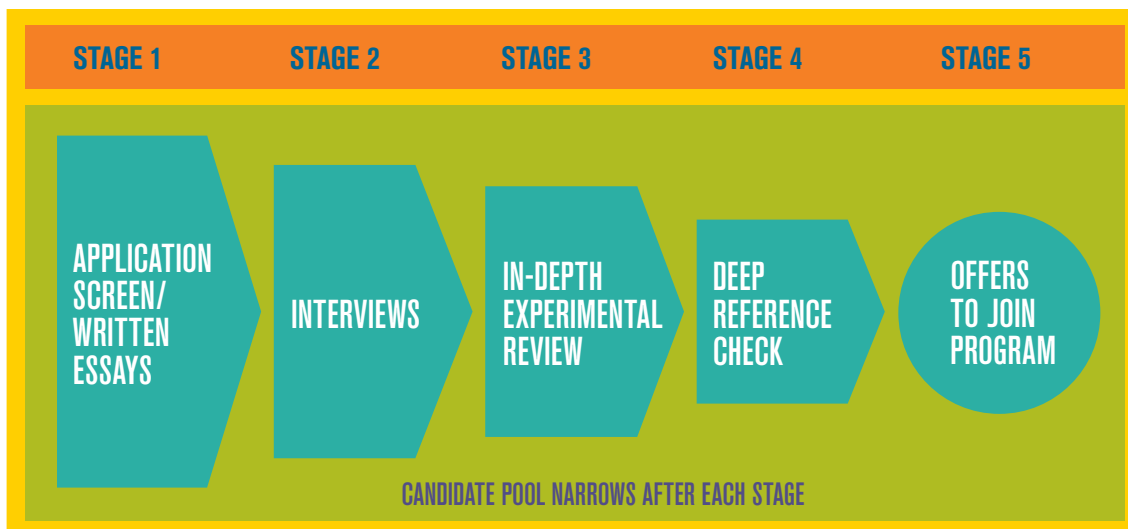 STAGE 1
STAGE 2
STAGE 3
STAGE 4
STAGE 5
APPLICATION
SCREEN/
WRITTEN
ESSAYS
INTERVIEWS
IN-DEPTH
EXPERIMENTAL
REVIEW
DEEP
REFERENCE
CHECK
OFFERS
TO JOIN
PROGRAM
CANDIDATE POOL NARROWS AFTER EACH STAGE